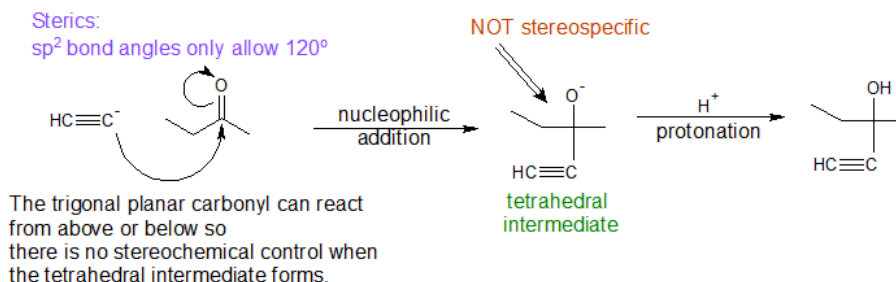 Sterics:
sp² bond angles only allow 120º
NOT stereospecific
O
O⁻
OH
HC≡C⁻
nucleophilic
addition
H⁺
protonation
HC≡C
HC≡C
tetrahedral
intermediate
The trigonal planar carbonyl can react
from above or below so
there is no stereochemical control when
the tetrahedral intermediate forms.